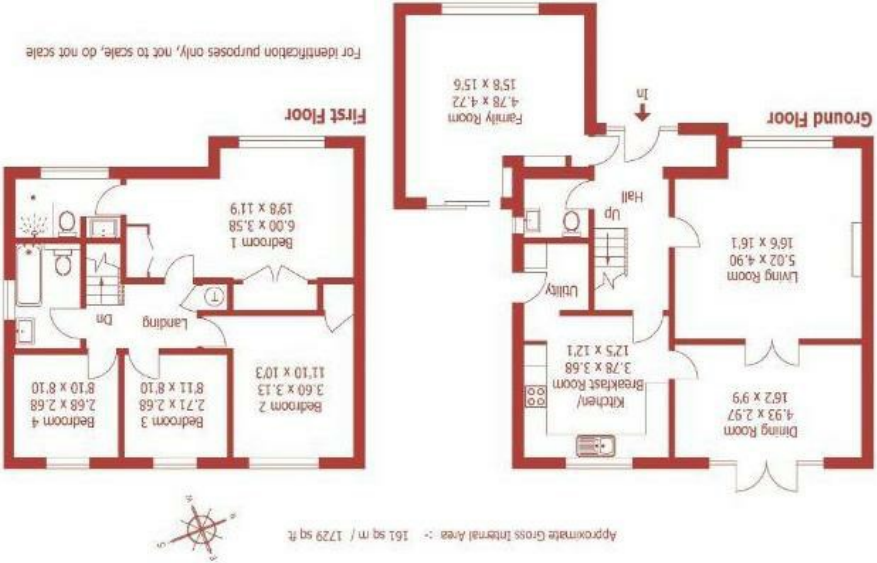 Approximate Gross Internal Area :- 161 sq m / 1729 sq ft
Dining Room
4.93 x 2.97
16'2 x 9'9
Kitchen/
Breakfast Room
3.78 x 3.68
12'5 x 12'1
Living Room
5.02 x 4.90
16'6 x 16'1
Utility
Up
Hall
Ground Floor
In
Family Room
4.78 x 4.72
15'8 x 15'6
Bedroom 2
3.60 x 3.13
11'10 x 10'3
Bedroom 3
2.71 x 2.68
8'11 x 8'10
Bedroom 4
2.68 x 2.68
8'10 x 8'10
Landing
Dn
T
Bedroom 1
6.00 x 3.58
19'8 x 11'9
First Floor
For identification purposes only, not to scale, do not scale